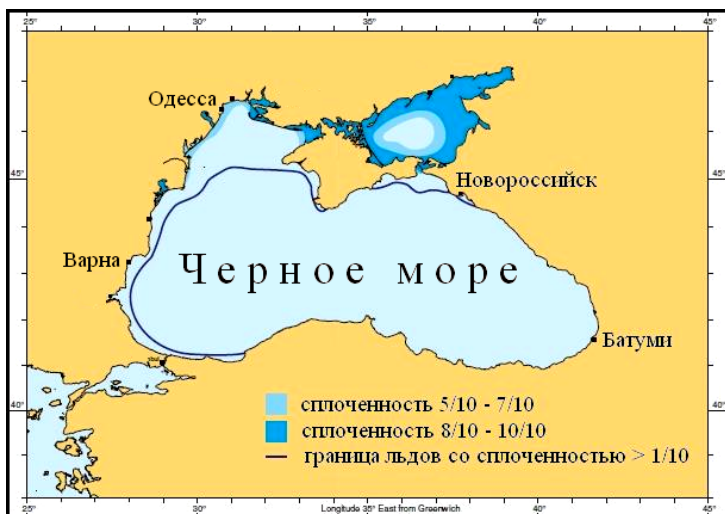 25° 30° 35° 40° 45°
Одесса
45° 45°
Новороссийск
Варна
Черное море
Батуми
сплоченность 5/10 - 7/10
40° 40°
сплоченность 8/10 - 10/10
граница льдов со сплоченностью > 1/10
30° Longitude 35° East from Greenwich 40° 45°